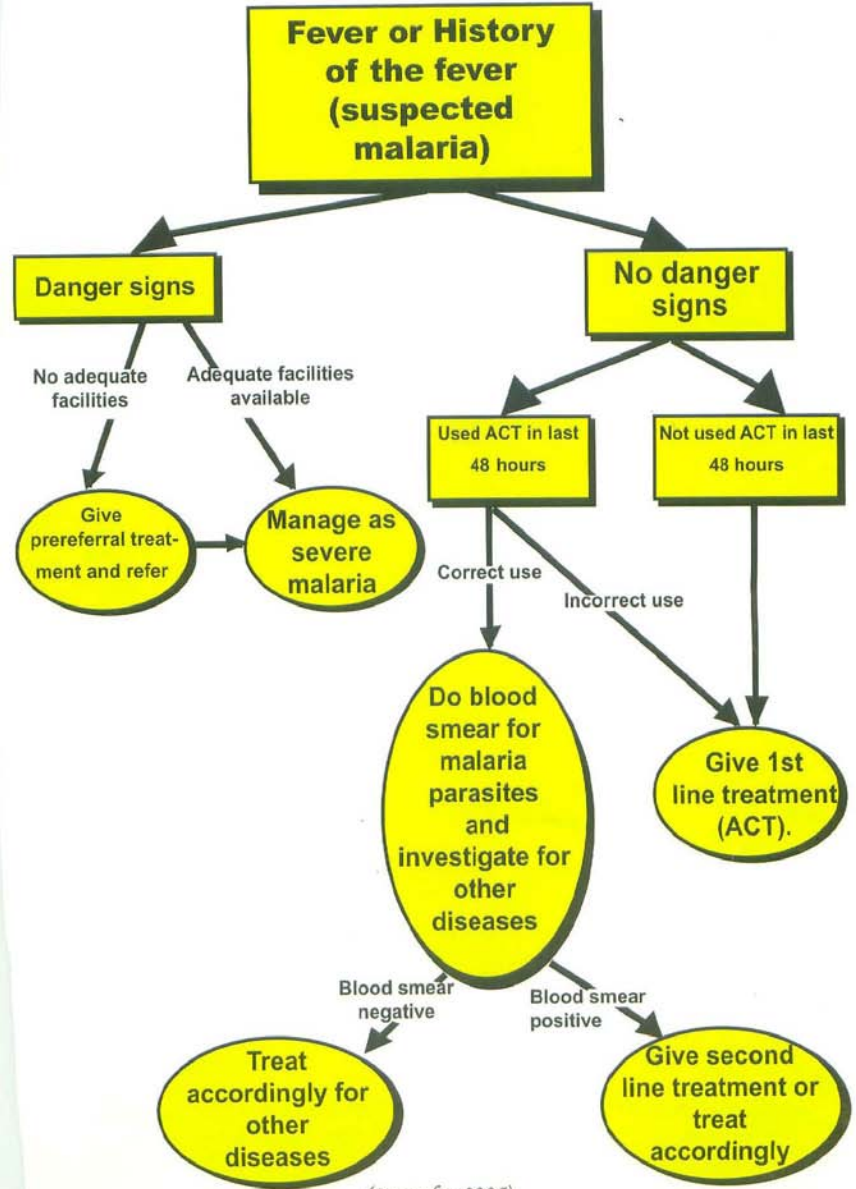 Fever or History
of the fever
(suspected
malaria)
Danger signs
No danger
signs
No adequate
facilities
Adequate facilities
available
Used ACT in last
48 hours
Not used ACT in last
48 hours
Give
prereferral treat-
ment and refer
Manage as
severe
malaria
Correct use
Incorrect use
Do blood
smear for
malaria
parasites
and
investigate for
other
diseases
Give 1st
line treatment
(ACT).
Blood smear
negative
Blood smear
positive
Treat
accordingly for
other
diseases
Give second
line treatment or
treat
accordingly